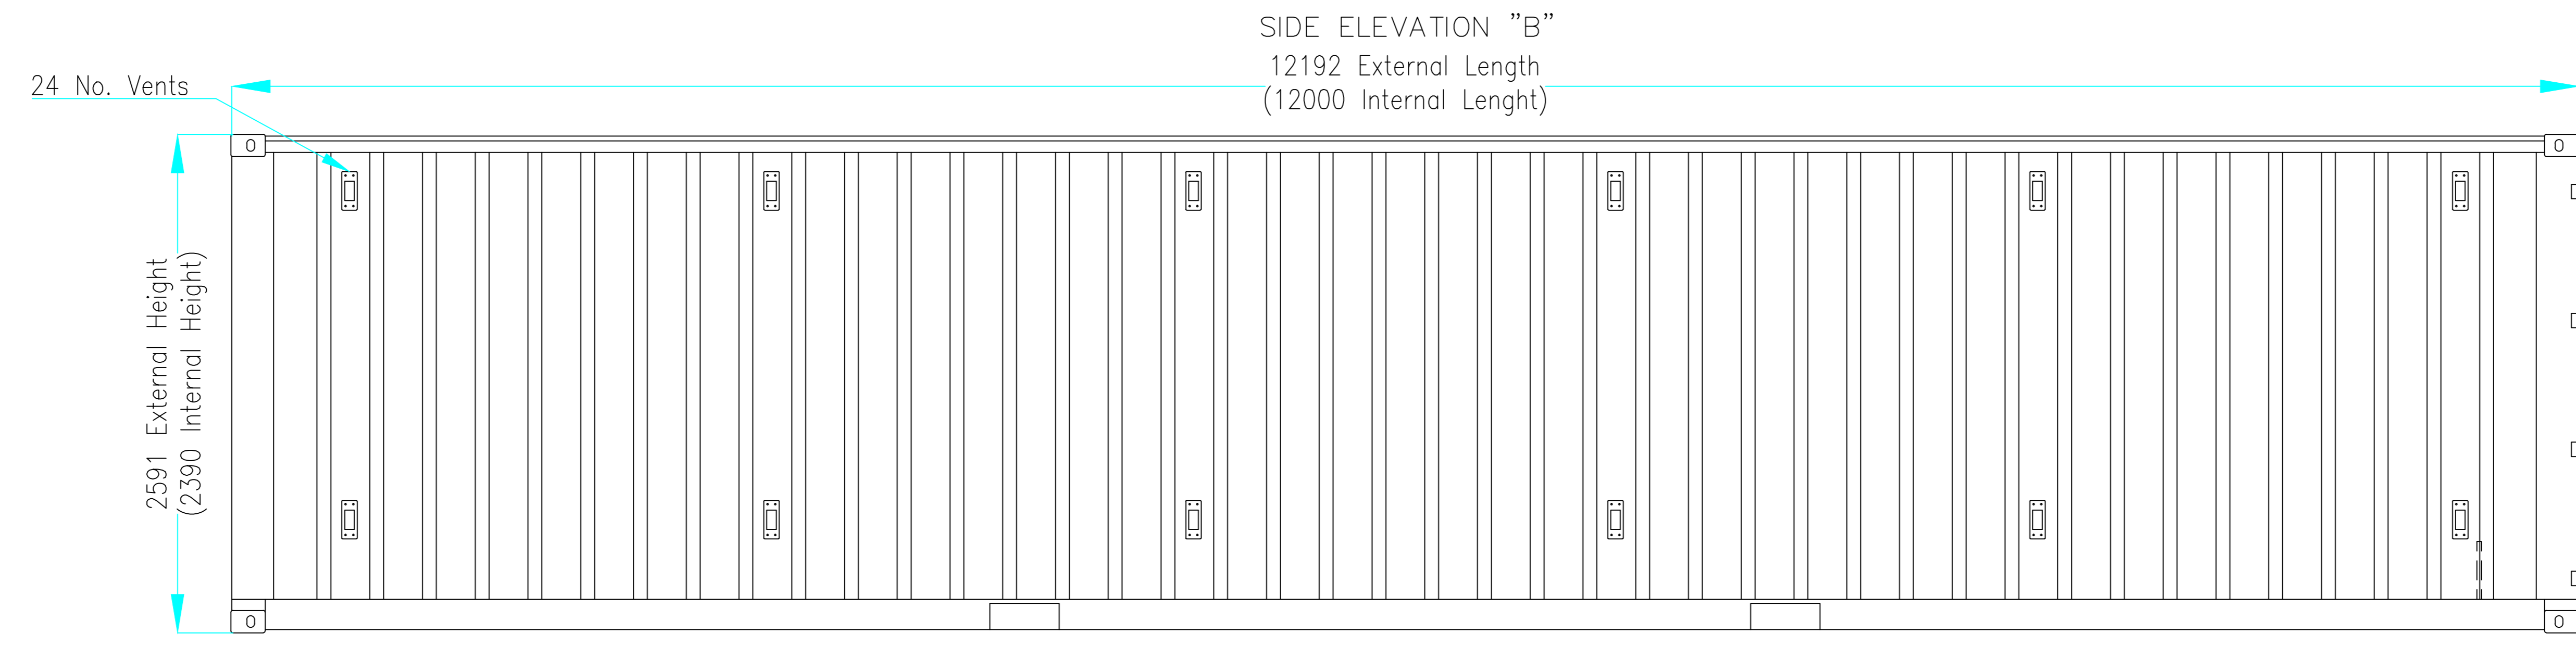 SIDE ELEVATION "B"
12192 External Length
(12000 Internal Lenght)
24 No. Vents
2591 External Height
(2390 Internal Height)